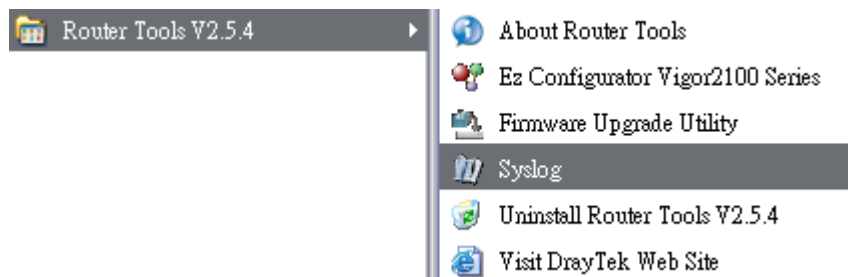 Router Tools V2.5.4
About Router Tools
Ez Configurator Vigor2100 Series
Firmware Upgrade Utility
Syslog
Uninstall Router Tools V2.5.4
Visit DrayTek Web Site